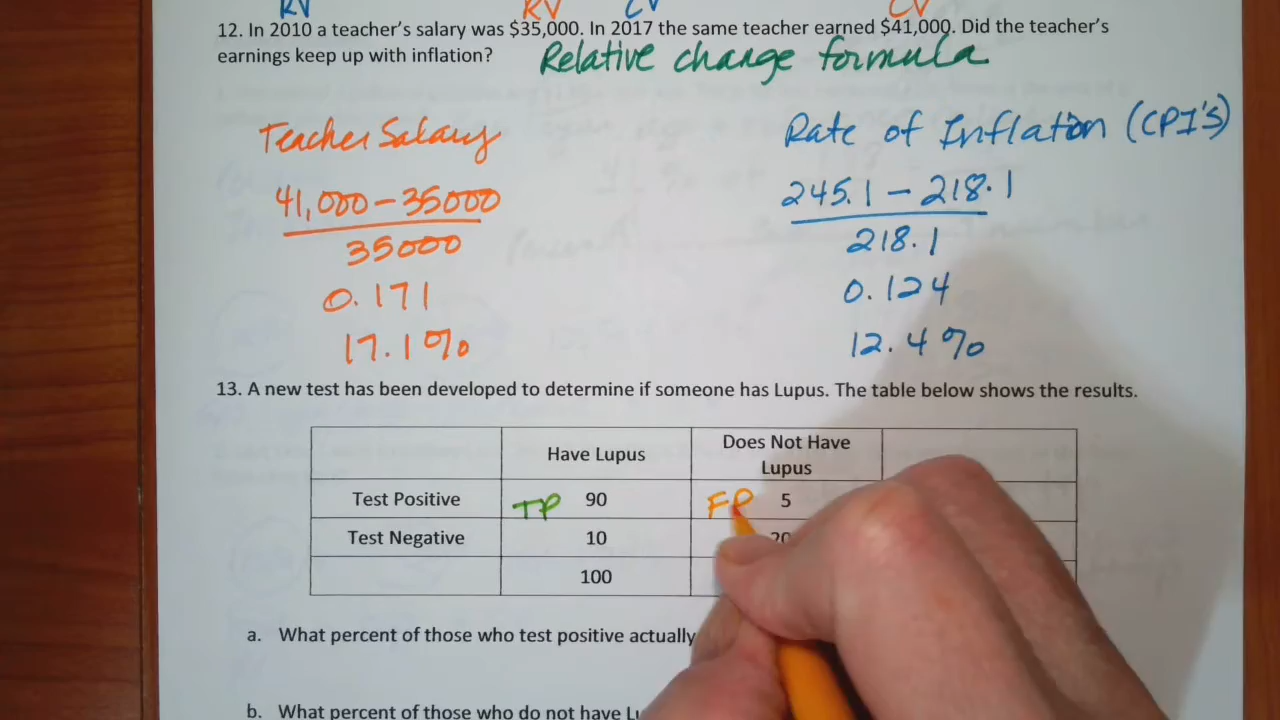 RV RV CV CV
12. In 2010 a teacher's salary was $35,000. In 2017 the same teacher earned $41,000. Did the teacher's
earnings keep up with inflation? Relative change formula
Teacher Salary
41,000 - 35000
35000
0.171
17.1%
Rate of Inflation (CPI's)
245.1 - 218.1
218.1
0.124
12.4%
13. A new test has been developed to determine if someone has Lupus. The table below shows the results.
Have Lupus Does Not Have
Lupus
Test Positive TP 90 FP 5
Test Negative 10
100
a. What percent of those who test positive actually
b. What percent of those who do not have